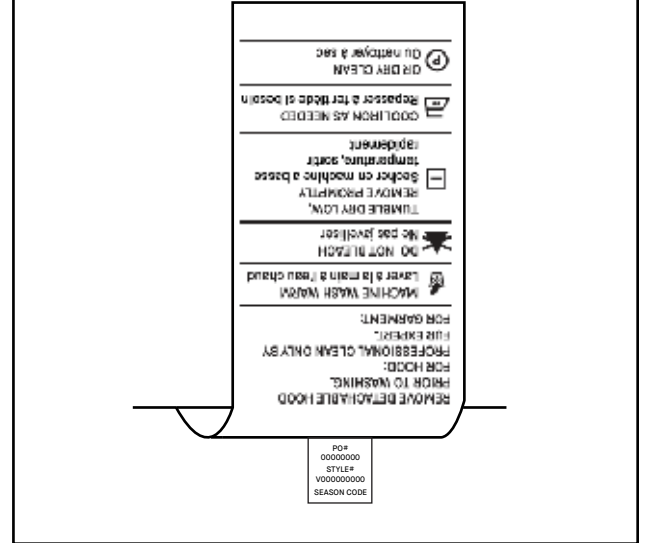 REMOVE DETACHABLE HOOD
PRIOR TO WASHING.
FOR HOOD:
PROFESSIONAL CLEAN ONLY BY
FUR EXPERT.
FOR GARMENT:
MACHINE WASH WARM
Laver à la main à l'eau chaud
DO NOT BLEACH
Ne pas javelliser
TUMBLE DRY LOW,
REMOVE PROMPTLY
Secher en machine a basse
temperature, sortir
rapidement
COOL IRON AS NEEDED
Repasser à fer tiède si besoin
OR DRY CLEAN
P Ou nettoyer à
sec
PO#
00000000
STYLE#
V000000000
SEASON CODE